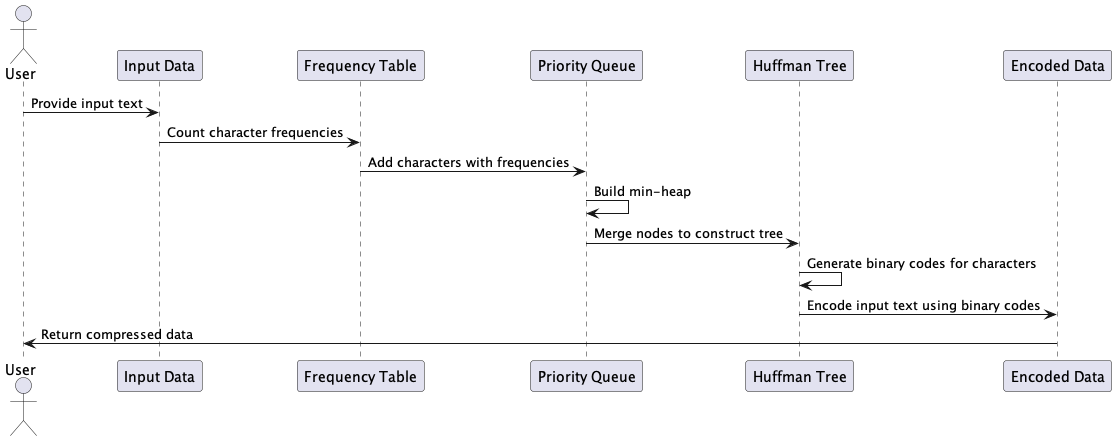 User
Input Data
Frequency Table
Priority Queue
Huffman Tree
Encoded Data
Provide input text
Count character frequencies
Add characters with frequencies
Build min-heap
Merge nodes to construct tree
Generate binary codes for characters
Encode input text using binary codes
Return compressed data
User
Input Data
Frequency Table
Priority Queue
Huffman Tree
Encoded Data